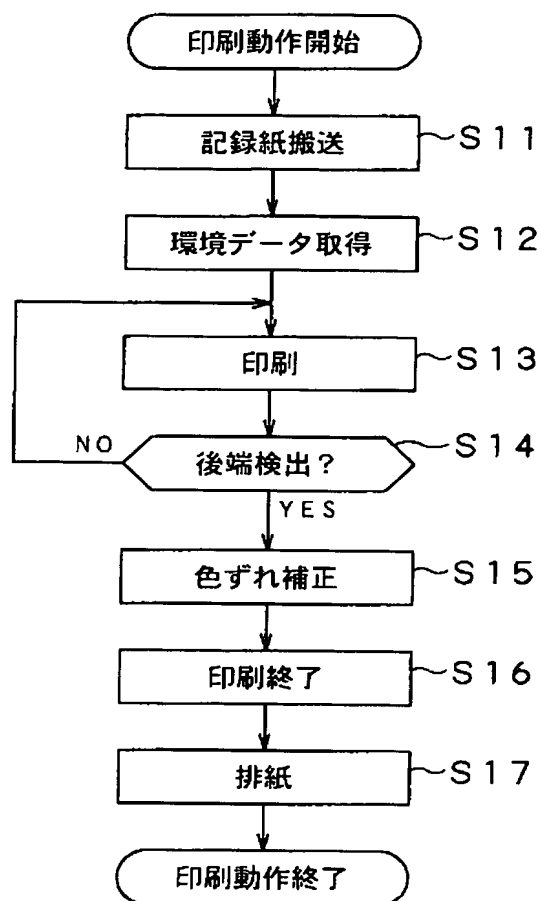 印刷動作開始
記録紙搬送 S11
環境データ取得 S12
印刷 S13
後端検出? S14
NO
YES
色ずれ補正 S15
印刷終了 S16
排紙 S17
印刷動作終了